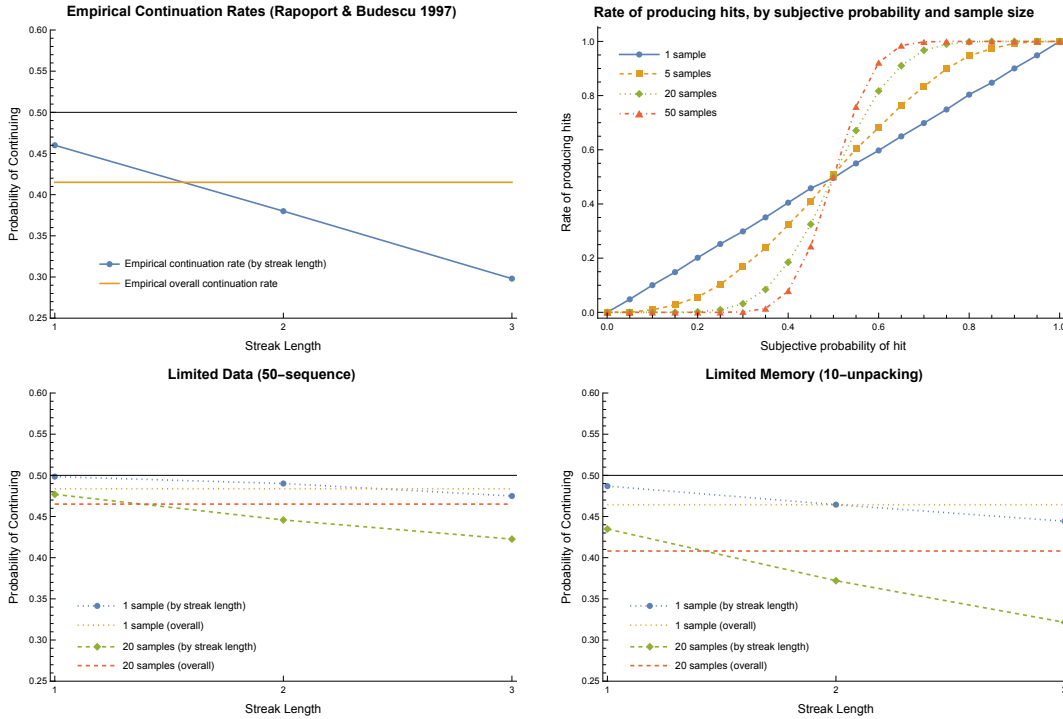 Empirical Continuation Rates (Rapoport & Budescu 1997)
Probability of Continuing
0.60
0.55
0.50
0.45
0.40
0.35
0.30
0.25
Empirical continuation rate (by streak length)
Empirical overall continuation rate
1
2
3
Streak Length
Rate of producing hits, by subjective probability and sample size
Rate of producing hits
1.0
0.8
0.6
0.4
0.2
0.0
1 sample
5 samples
20 samples
50 samples
0.0
0.2
0.4
0.6
0.8
1.0
Subjective probability of hit
Limited Data (50-sequence)
Probability of Continuing
0.60
0.55
0.50
0.45
0.40
0.35
0.30
0.25
1 sample (by streak length)
1 sample (overall)
20 samples (by streak length)
20 samples (overall)
1
2
3
Streak Length
Limited Memory (10-unpacking)
Probability of Continuing
0.60
0.55
0.50
0.45
0.40
0.35
0.30
0.25
1 sample (by streak length)
1 sample (overall)
20 samples (by streak length)
20 samples (overall)
1
2
3
Streak Length